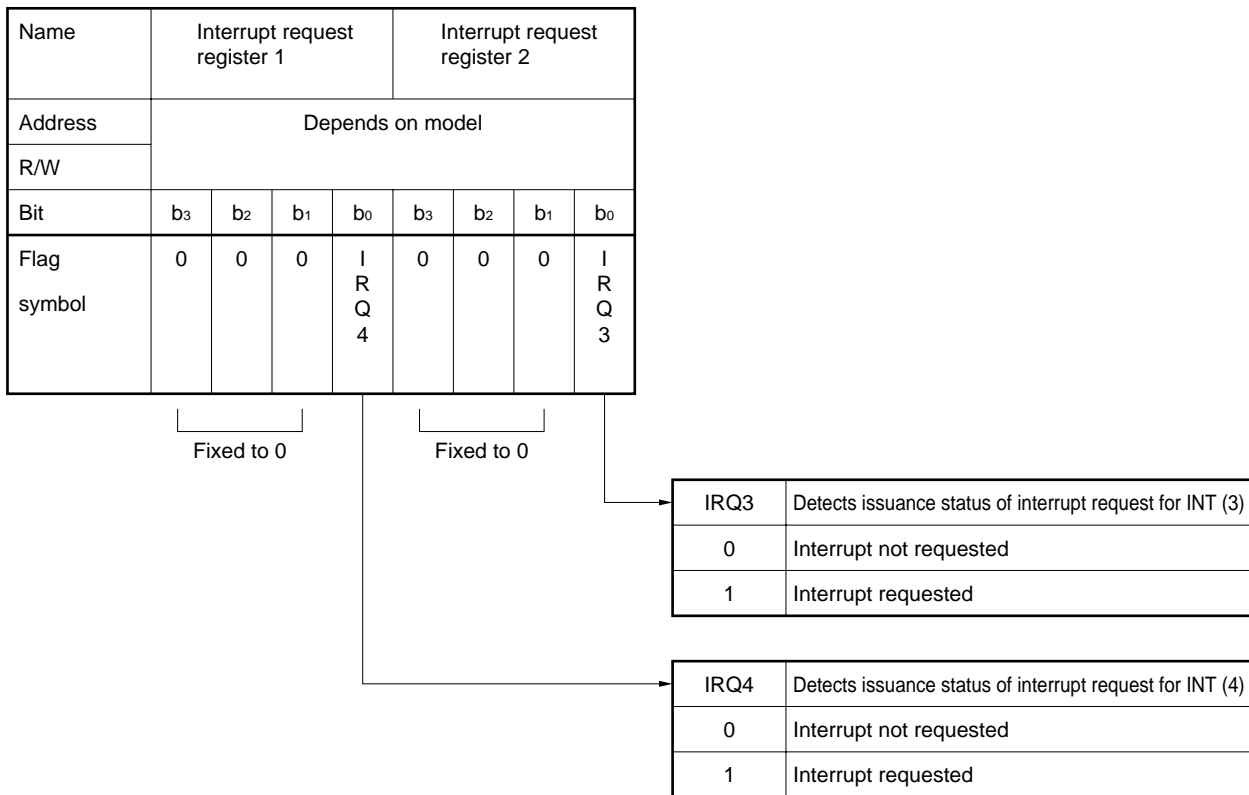 Name
Interrupt request
register 1
Interrupt request
register 2
Address
Depends on model
R/W
Bit
b3 b2 b1 b0 b3 b2 b1 b0
Flag
symbol
0 0 0 I
R
Q
4
0 0 0 I
R
Q
3
Fixed to 0
Fixed to 0
IRQ3 Detects issuance status of interrupt request for INT (3)
0 Interrupt not requested
1 Interrupt requested
IRQ4 Detects issuance status of interrupt request for INT (4)
0 Interrupt not requested
1 Interrupt requested